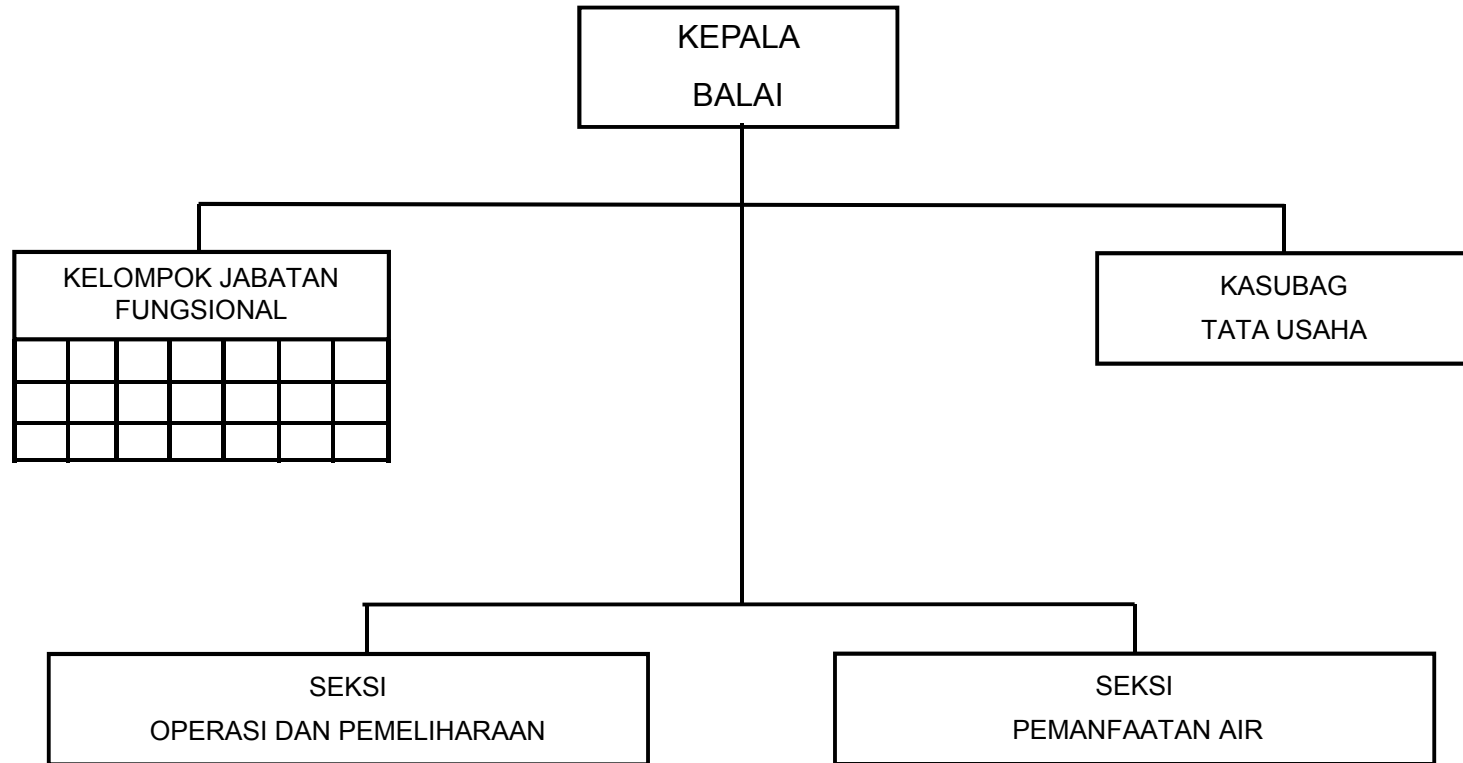 KEPALA
BALAI
KELOMPOK JABATAN
FUNGSIONAL
KASUBAG
TATA USAHA
SEKSI
OPERASI DAN PEMELIHARAAN
SEKSI
PEMANFAATAN AIR